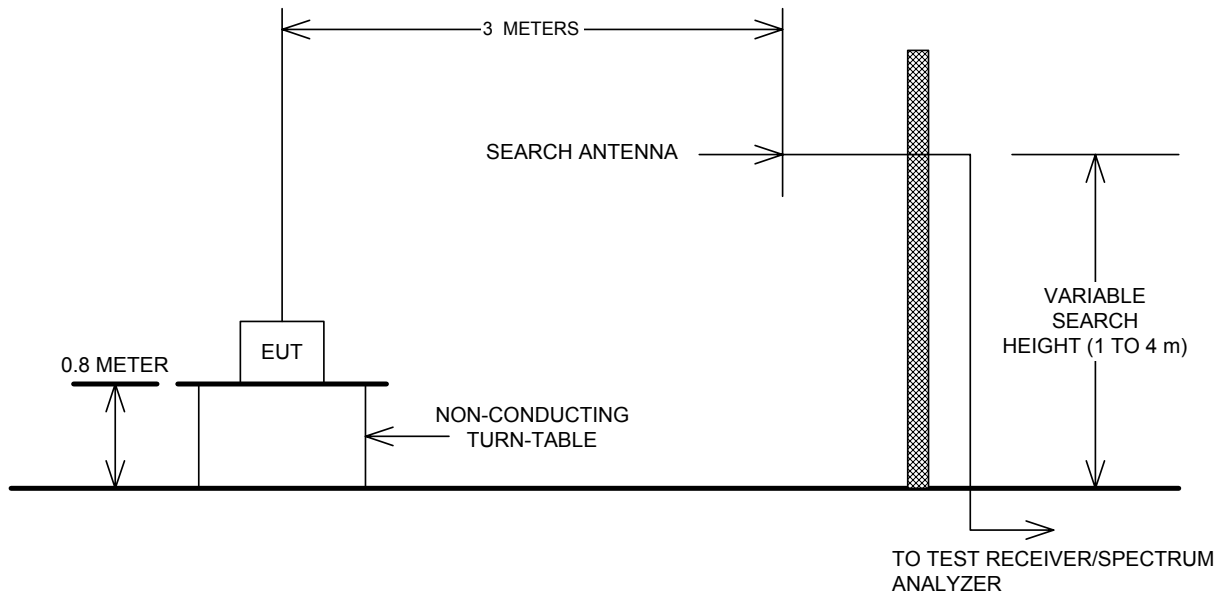 3 METERS
SEARCH ANTENNA
VARIABLE
SEARCH
HEIGHT (1 TO 4 m)
EUT
0.8 METER
NON-CONDUCTING
TURN-TABLE
TO TEST RECEIVER/SPECTRUM
ANALYZER